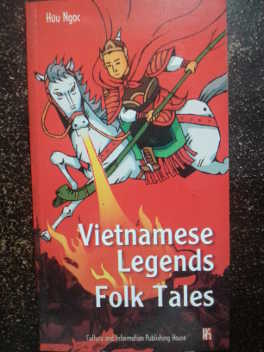 Huu Ngoc
Vietnamese
Legends
Folk Tales
Culture and Information Publishing House